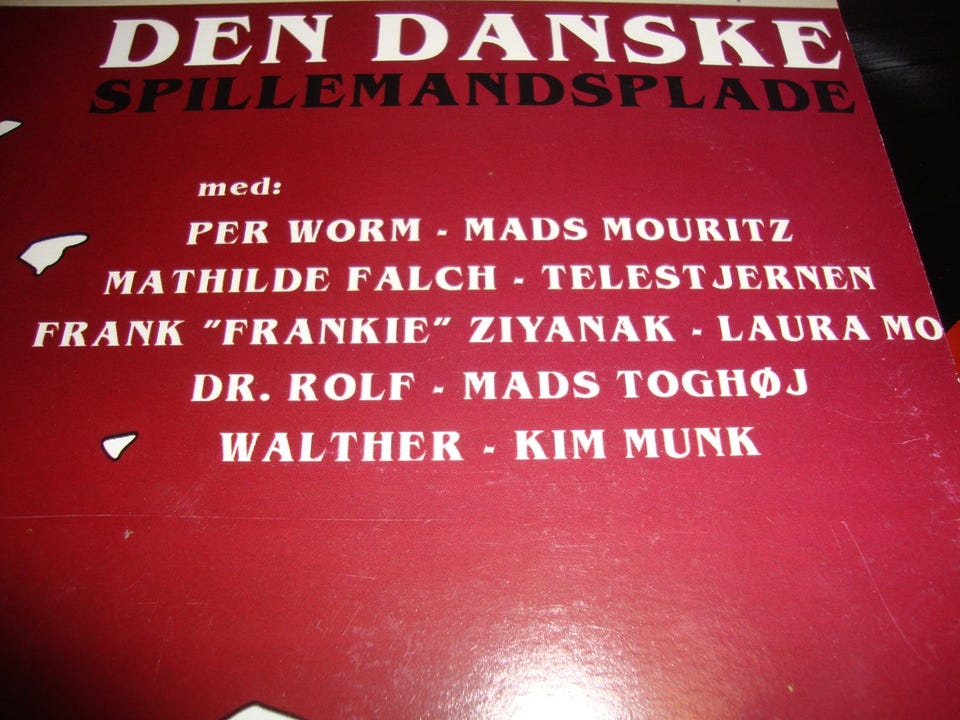 DEN DANSKE
SPILLEMANDSPLADE
med:
PER WORM - MADS MOURITZ
MATHILDE FALCH - TELESTJERNEN
FRANK "FRANKIE" ZIYANAK - LAURA MO
DR. ROLF - MADS TOGHØJ
WALTHER - KIM MUNK